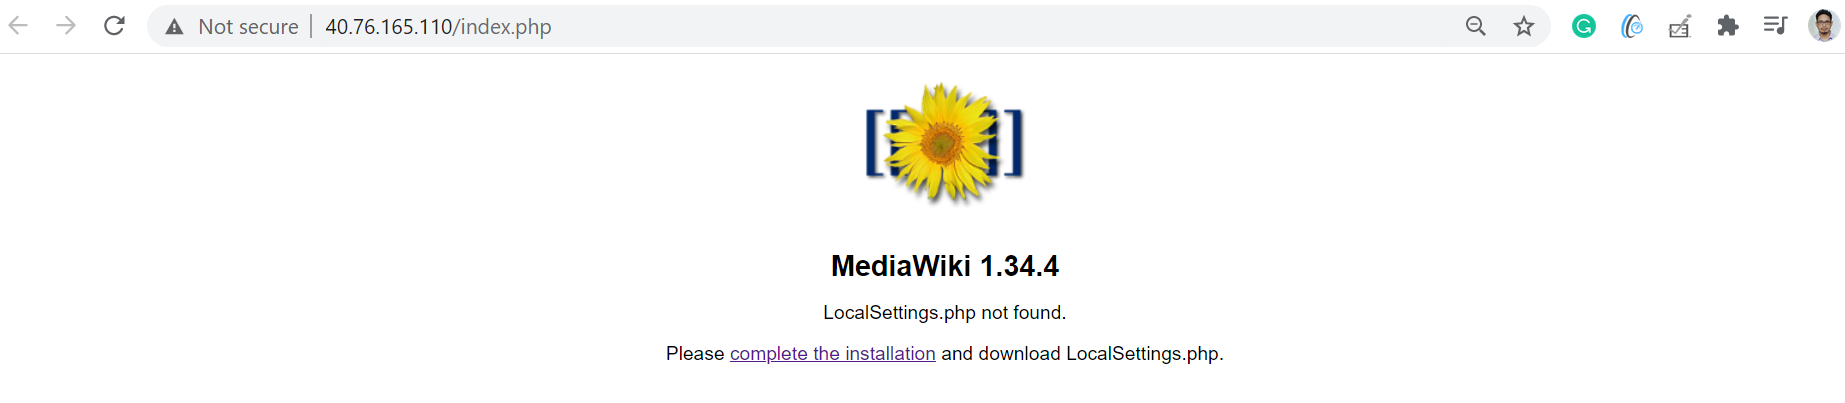 Not secure | 40.76.165.110/index.php
MediaWiki 1.34.4
LocalSettings.php not found.
Please complete the installation and download LocalSettings.php.